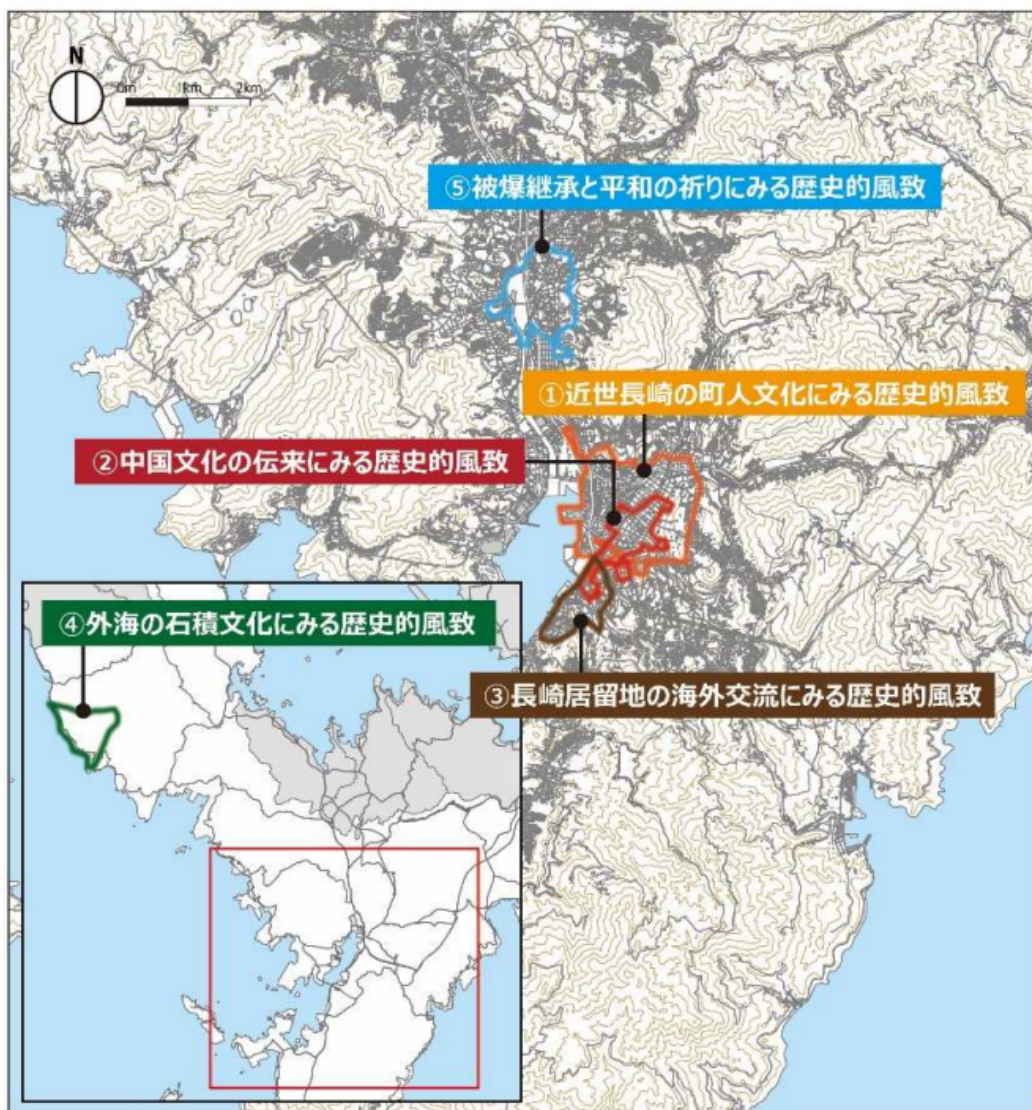 N
0m 1km 2km
⑤被爆継承と平和の祈りにみる歴史的風致
①近世長崎の町人文化にみる歴史的風致
②中国文化の伝来にみる歴史的風致
④外海の石積文化にみる歴史的風致
③長崎居留地の海外交流にみる歴史的風致